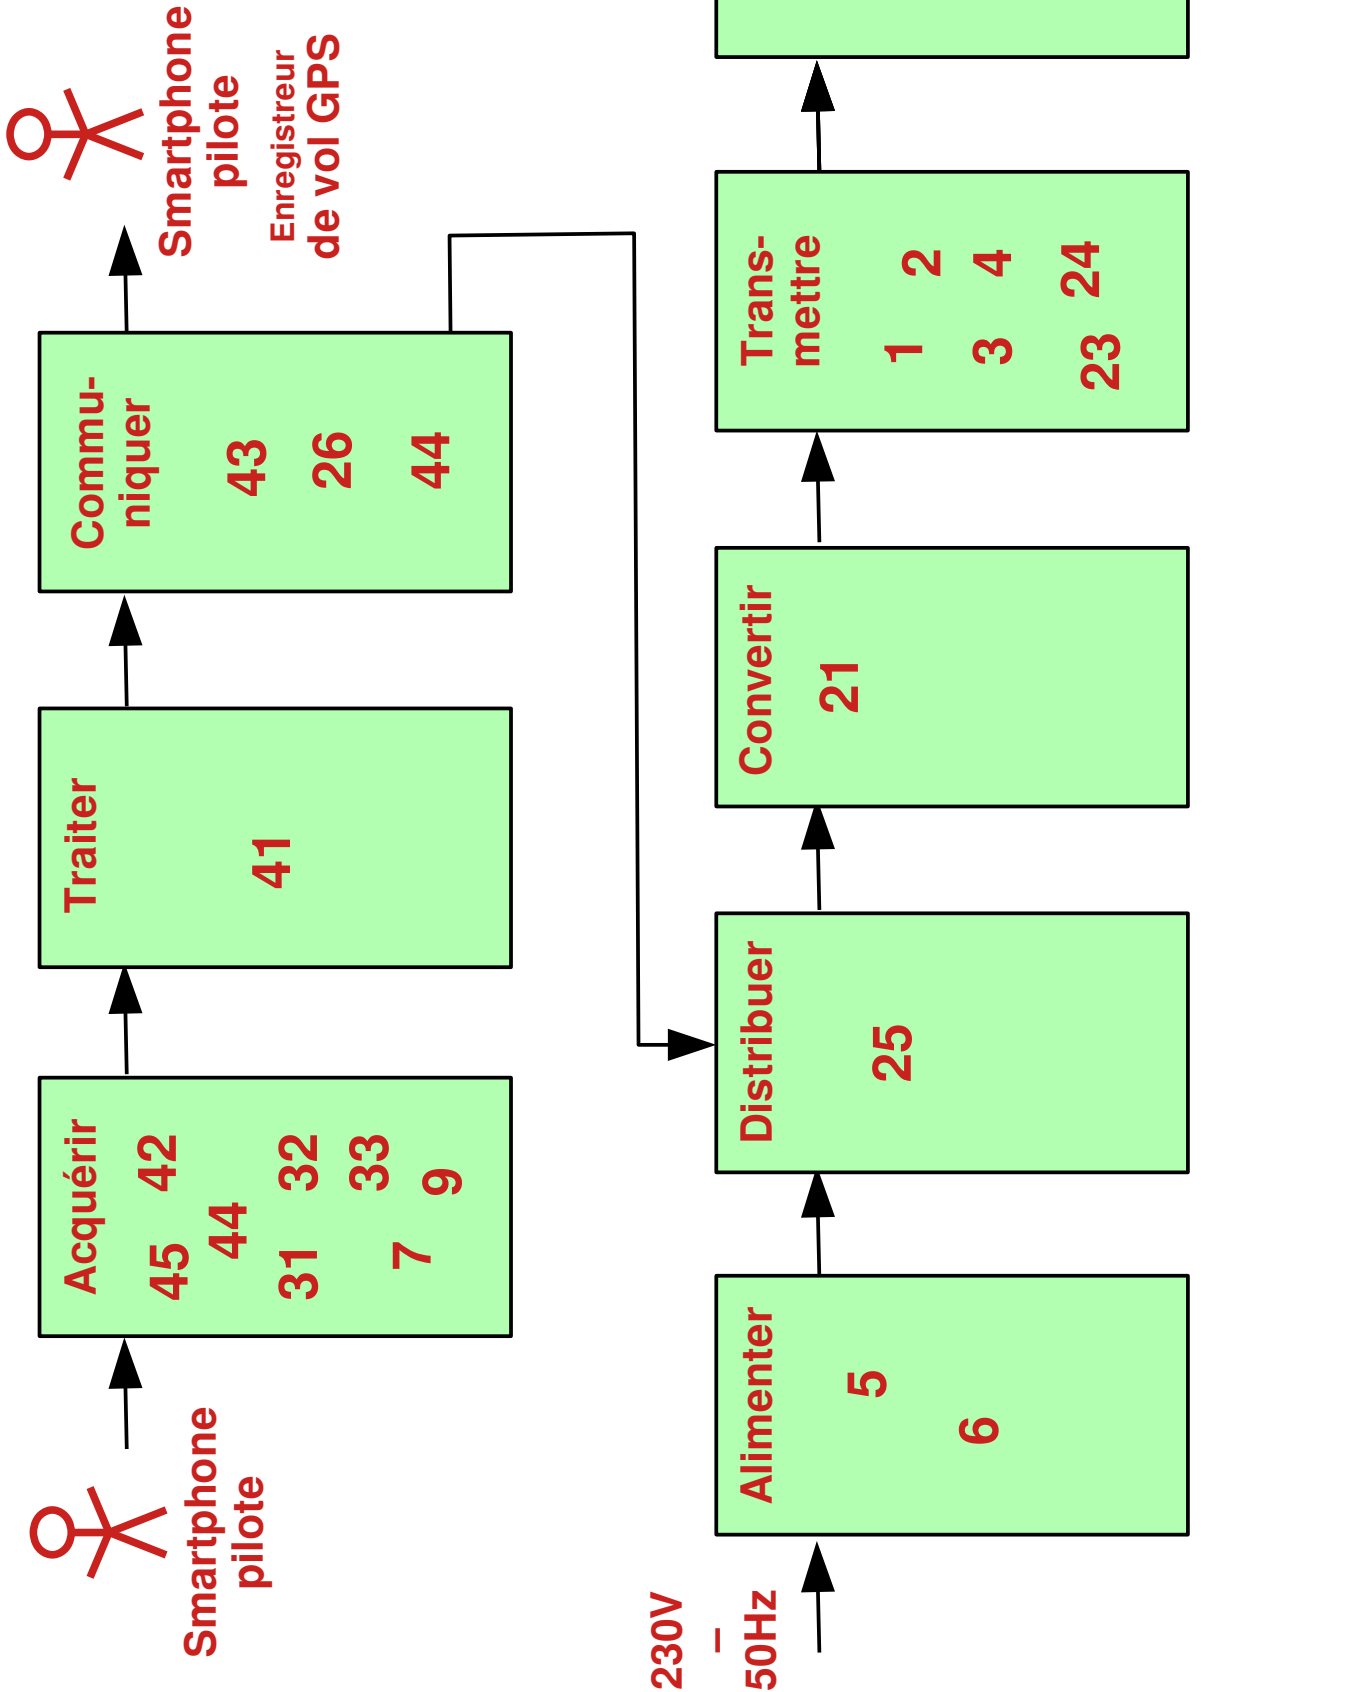 Smartphone
pilote
Acquérir
45 42
44
31 32
33
7 9
Traiter
41
Commu-
niquer
43
26
44
Smartphone
pilote
Enregistreur
de vol GPS
230V
–
50Hz
Alimenter
5
6
Distribuer
25
Convertir
21
Trans-
mettre
1 2
3 4
23 24